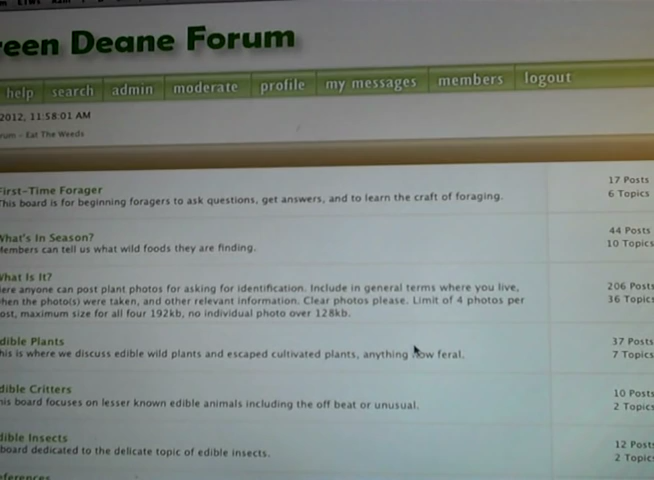 reen Deane Forum
help search admin moderate profile my messages members logout
2012, 11:58:01 AM
rum - Eat The Weeds
First-Time Forager
This board is for beginning foragers to ask questions, get answers, and to learn the craft of foraging.
17 Posts
6 Topics
What's In Season?
Members can tell us what wild foods they are finding.
44 Posts
10 Topics
What Is It?
ere anyone can post plant photos for asking for identification. Include in general terms where you live,
hen the photo(s) were taken, and other relevant information. Clear photos please. Limit of 4 photos per
ost, maximum size for all four 192kb, no individual photo over 128kb.
206 Posts
36 Topics
dible Plants
his is where we discuss edible wild plants and escaped cultivated plants, anything now feral.
37 Posts
7 Topics
dible Critters
his board focuses on lesser known edible animals including the off beat or unusual.
10 Posts
2 Topics
dible Insects
board dedicated to the delicate topic of edible insects.
12 Posts
2 Topics